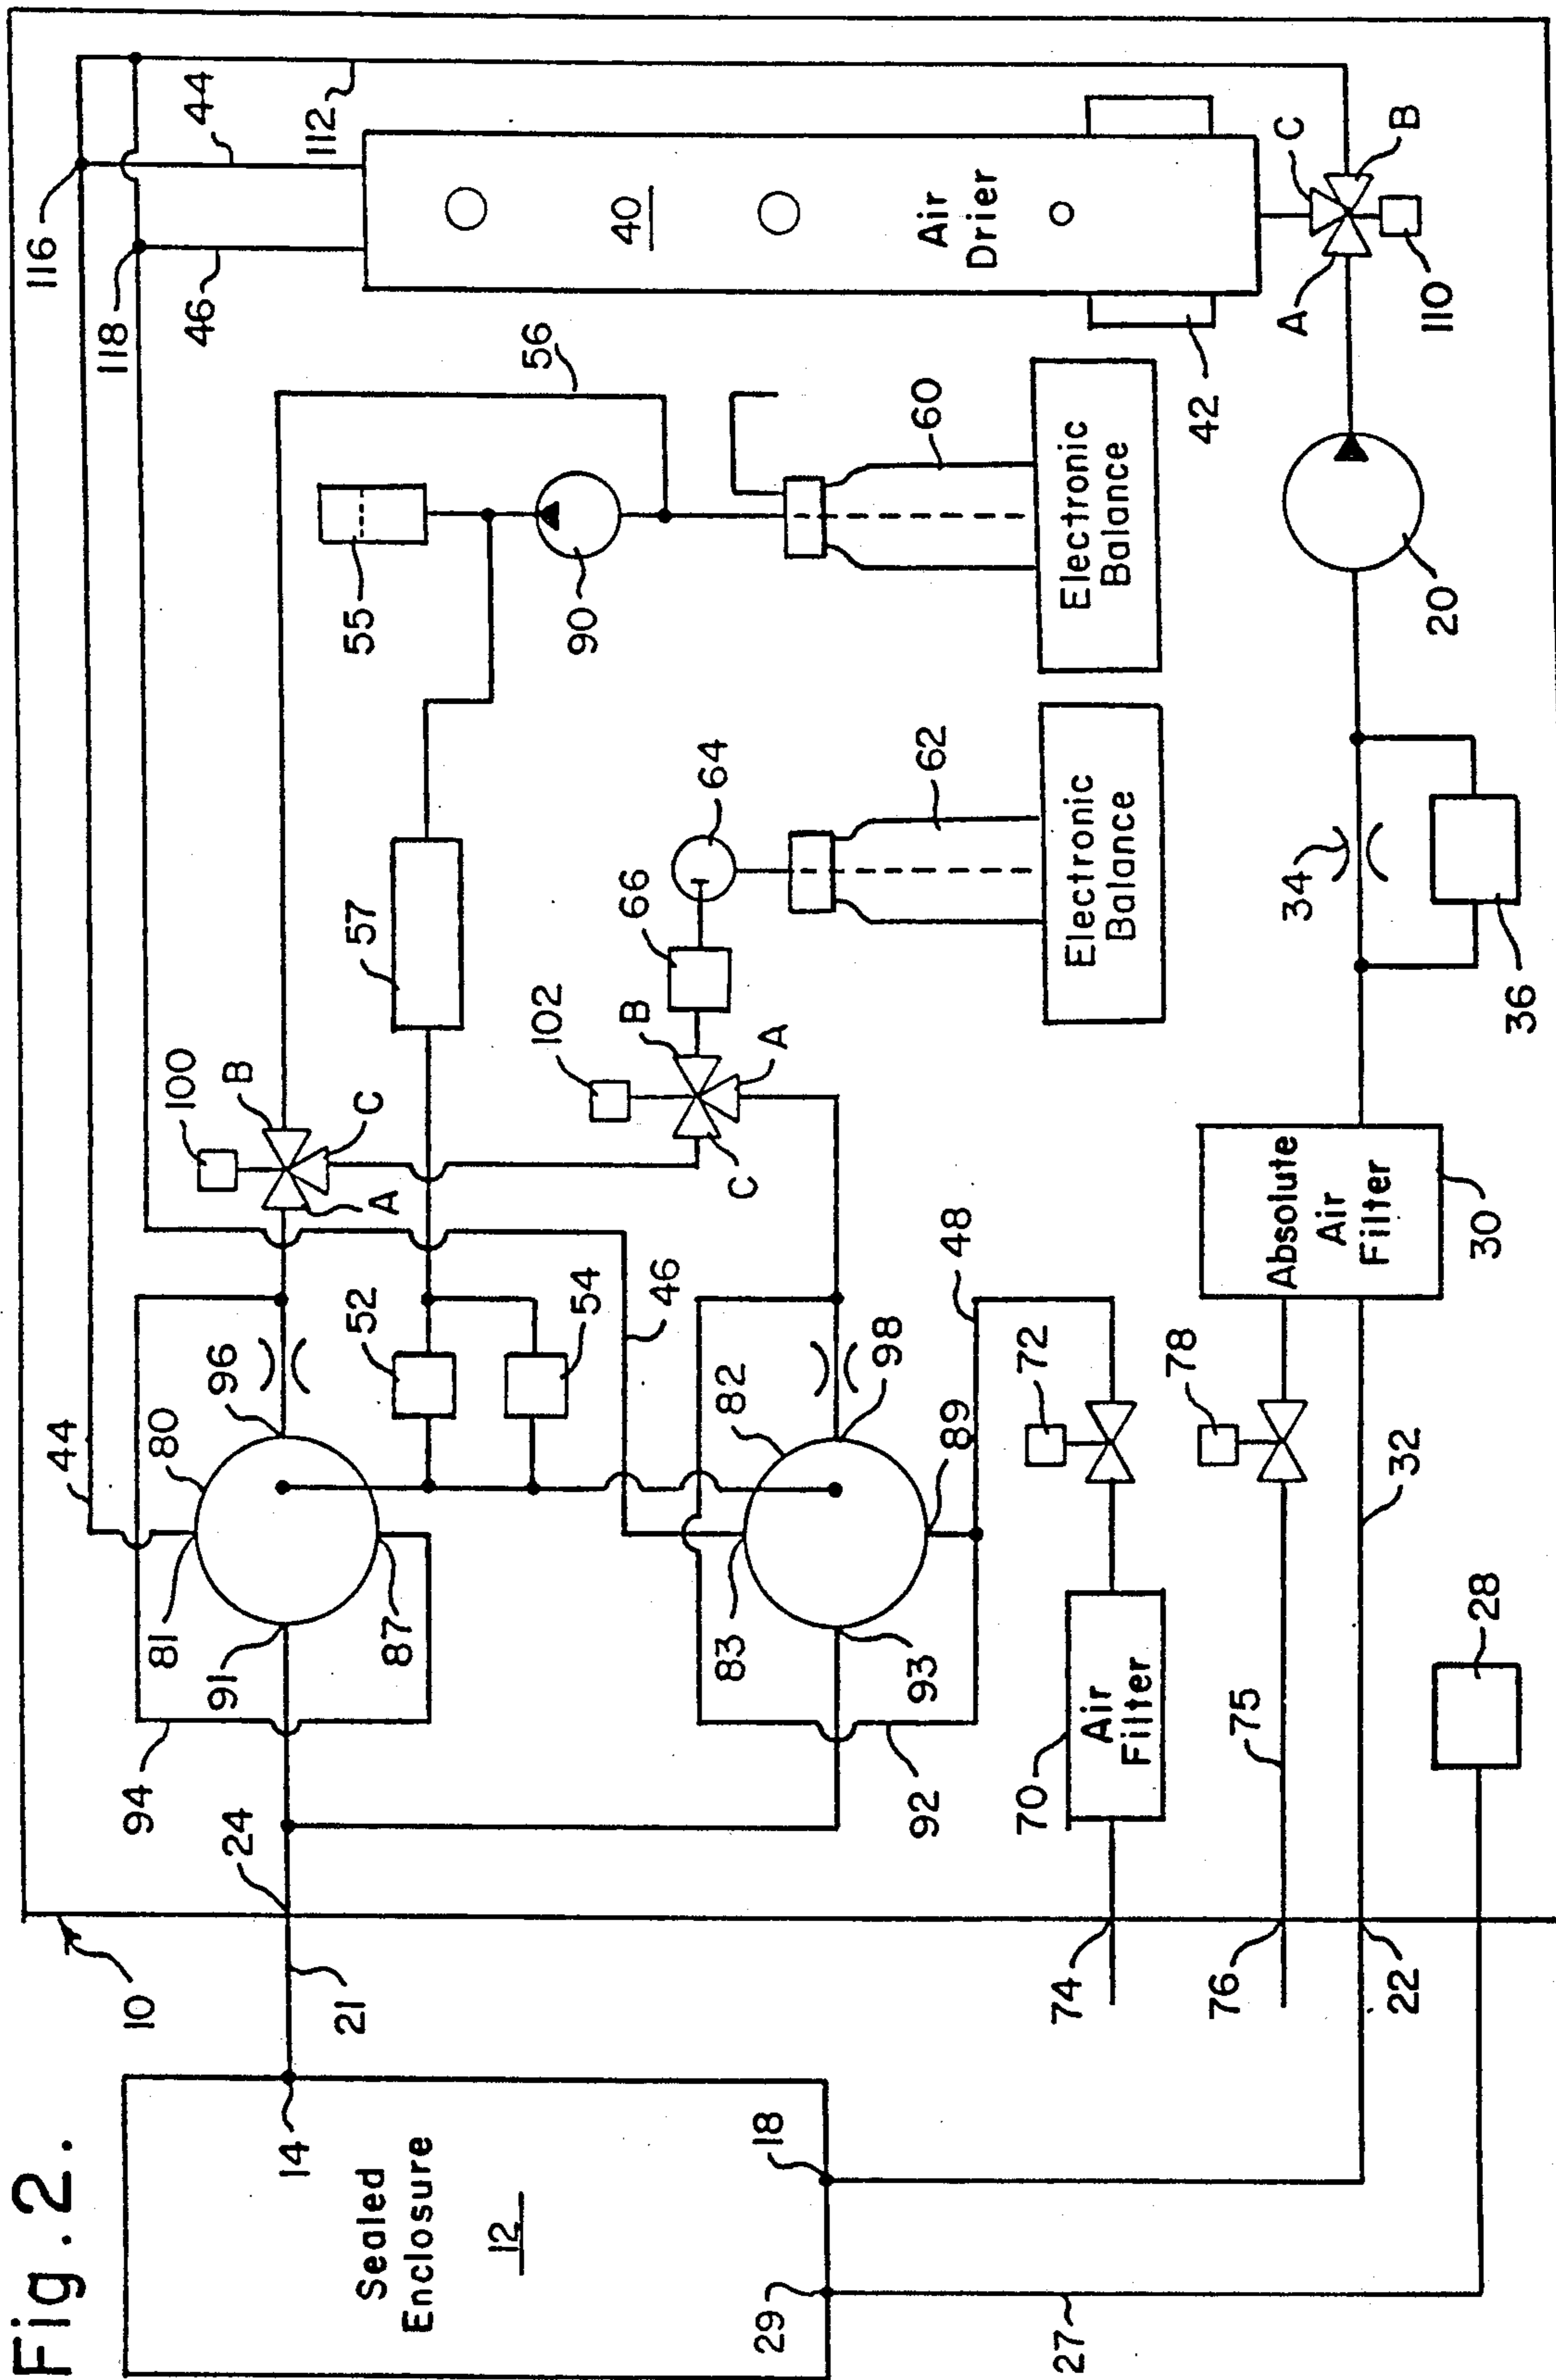 Fig. 2.
10
Sealed
Enclosure
12
14
18
29
27
21
24
22
74
76
94
91
81
87
44
80
96
52
54
46
92
93
83
82
98
89
48
70
Air
Filter
72
75
78
32
28
100
A
B
C
102
A
B
C
57
66
64
62
Electronic
Balance
55
90
56
60
Electronic
Balance
Absolute
Air
Filter
30
34
36
20
116
118
46
44
112
40
Air
Drier
42
A
B
C
110